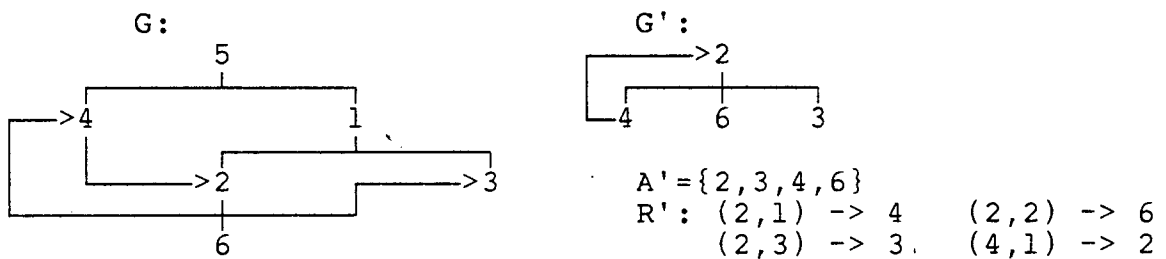 G: G':
5 >2
>4 1 4 6 3
>2 >3 A'={2,3,4,6}
R': (2,1) -> 4 (2,2) -> 6
6 (2,3) -> 3. (4,1) -> 2